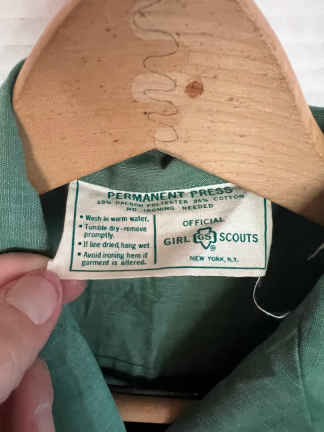 PERMANENT PRESS
65% DACRON POLYESTER 35% COTTON
NO IRONING NEEDED
• Wash in warm water.
• Tumble dry-remove
promptly.
• If line dried, hang wet
• Avoid ironing hem if
garment is altered.
OFFICIAL
GIRL GS SCOUTS
®
NEW YORK, N.Y.